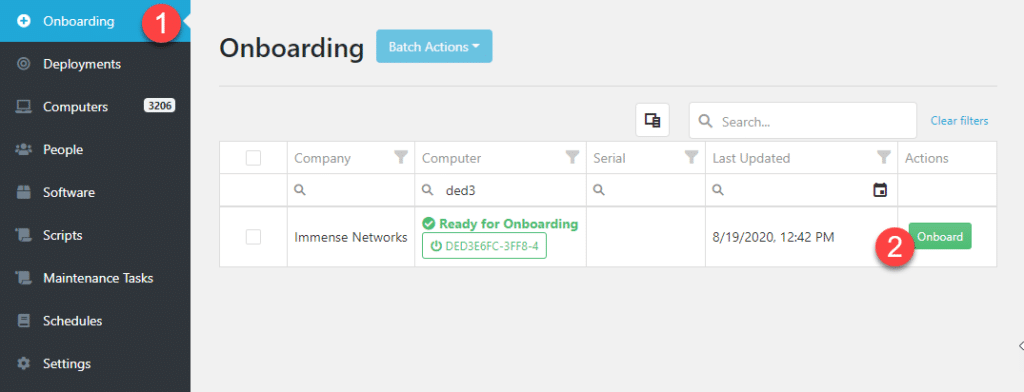 Onboarding
1
Deployments
Computers 3206
People
Software
Scripts
Maintenance Tasks
Schedules
Settings
Onboarding Batch Actions
Search... Clear filters
Company Computer Serial Last Updated Actions
ded3
Ready for Onboarding
Immense Networks DED3E6FC-3FF8-4 8/19/2020, 12:42 PM Onboard
2